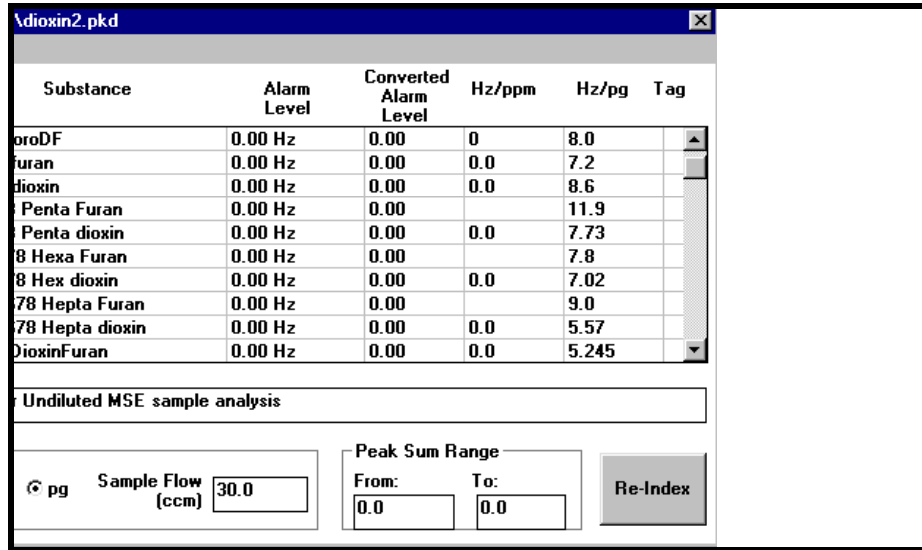 \dioxin2.pkd
Substance Alarm Level Converted Alarm Level Hz/ppm Hz/pg Tag
oroDF 0.00 Hz 0.00 0 8.0
furan 0.00 Hz 0.00 0.0 7.2
dioxin 0.00 Hz 0.00 0.0 8.6
Penta Furan 0.00 Hz 0.00 11.9
Penta dioxin 0.00 Hz 0.00 0.0 7.73
78 Hexa Furan 0.00 Hz 0.00 7.8
78 Hex dioxin 0.00 Hz 0.00 0.0 7.02
678 Hepta Furan 0.00 Hz 0.00 9.0
678 Hepta dioxin 0.00 Hz 0.00 0.0 5.57
DioxinFuran 0.00 Hz 0.00 0.0 5.245
Undiluted MSE sample analysis
pg Sample Flow (ccm) 30.0
Peak Sum Range
From: To:
0.0 0.0
Re-Index